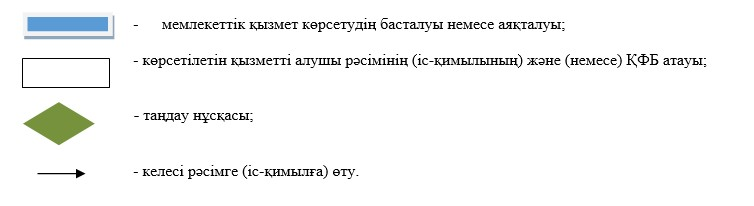 - мемлекеттік қызмет көрсетудің басталуы немесе аяқталуы;
- көрсетілетін қызметті алушы рәсімінің (іс-қимылының) және (немесе) ҚФБ атауы;
- таңдау нұсқасы;
- келесі рәсімге (іс-қимылға) өту.